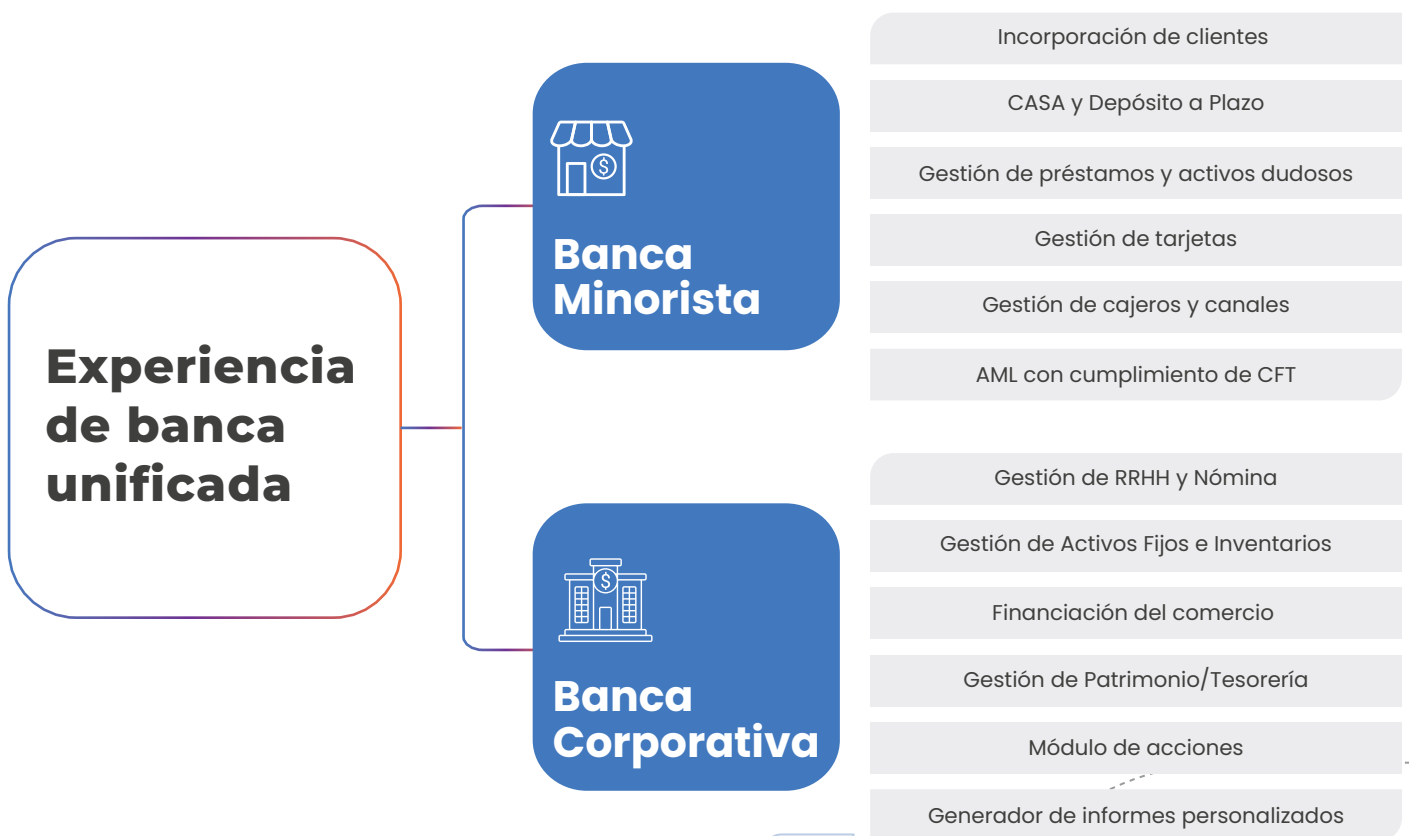 Experiencia
de banca
unificada
Banca
Minorista
Incorporación de clientes
CASA y Depósito a Plazo
Gestión de préstamos y activos dudosos
Gestión de tarjetas
Gestión de cajeros y canales
AML con cumplimiento de CFT
Banca
Corporativa
Gestión de RRHH y Nómina
Gestión de Activos Fijos e Inventarios
Financiación del comercio
Gestión de Patrimonio/Tesorería
Módulo de acciones
Generador de informes personalizados